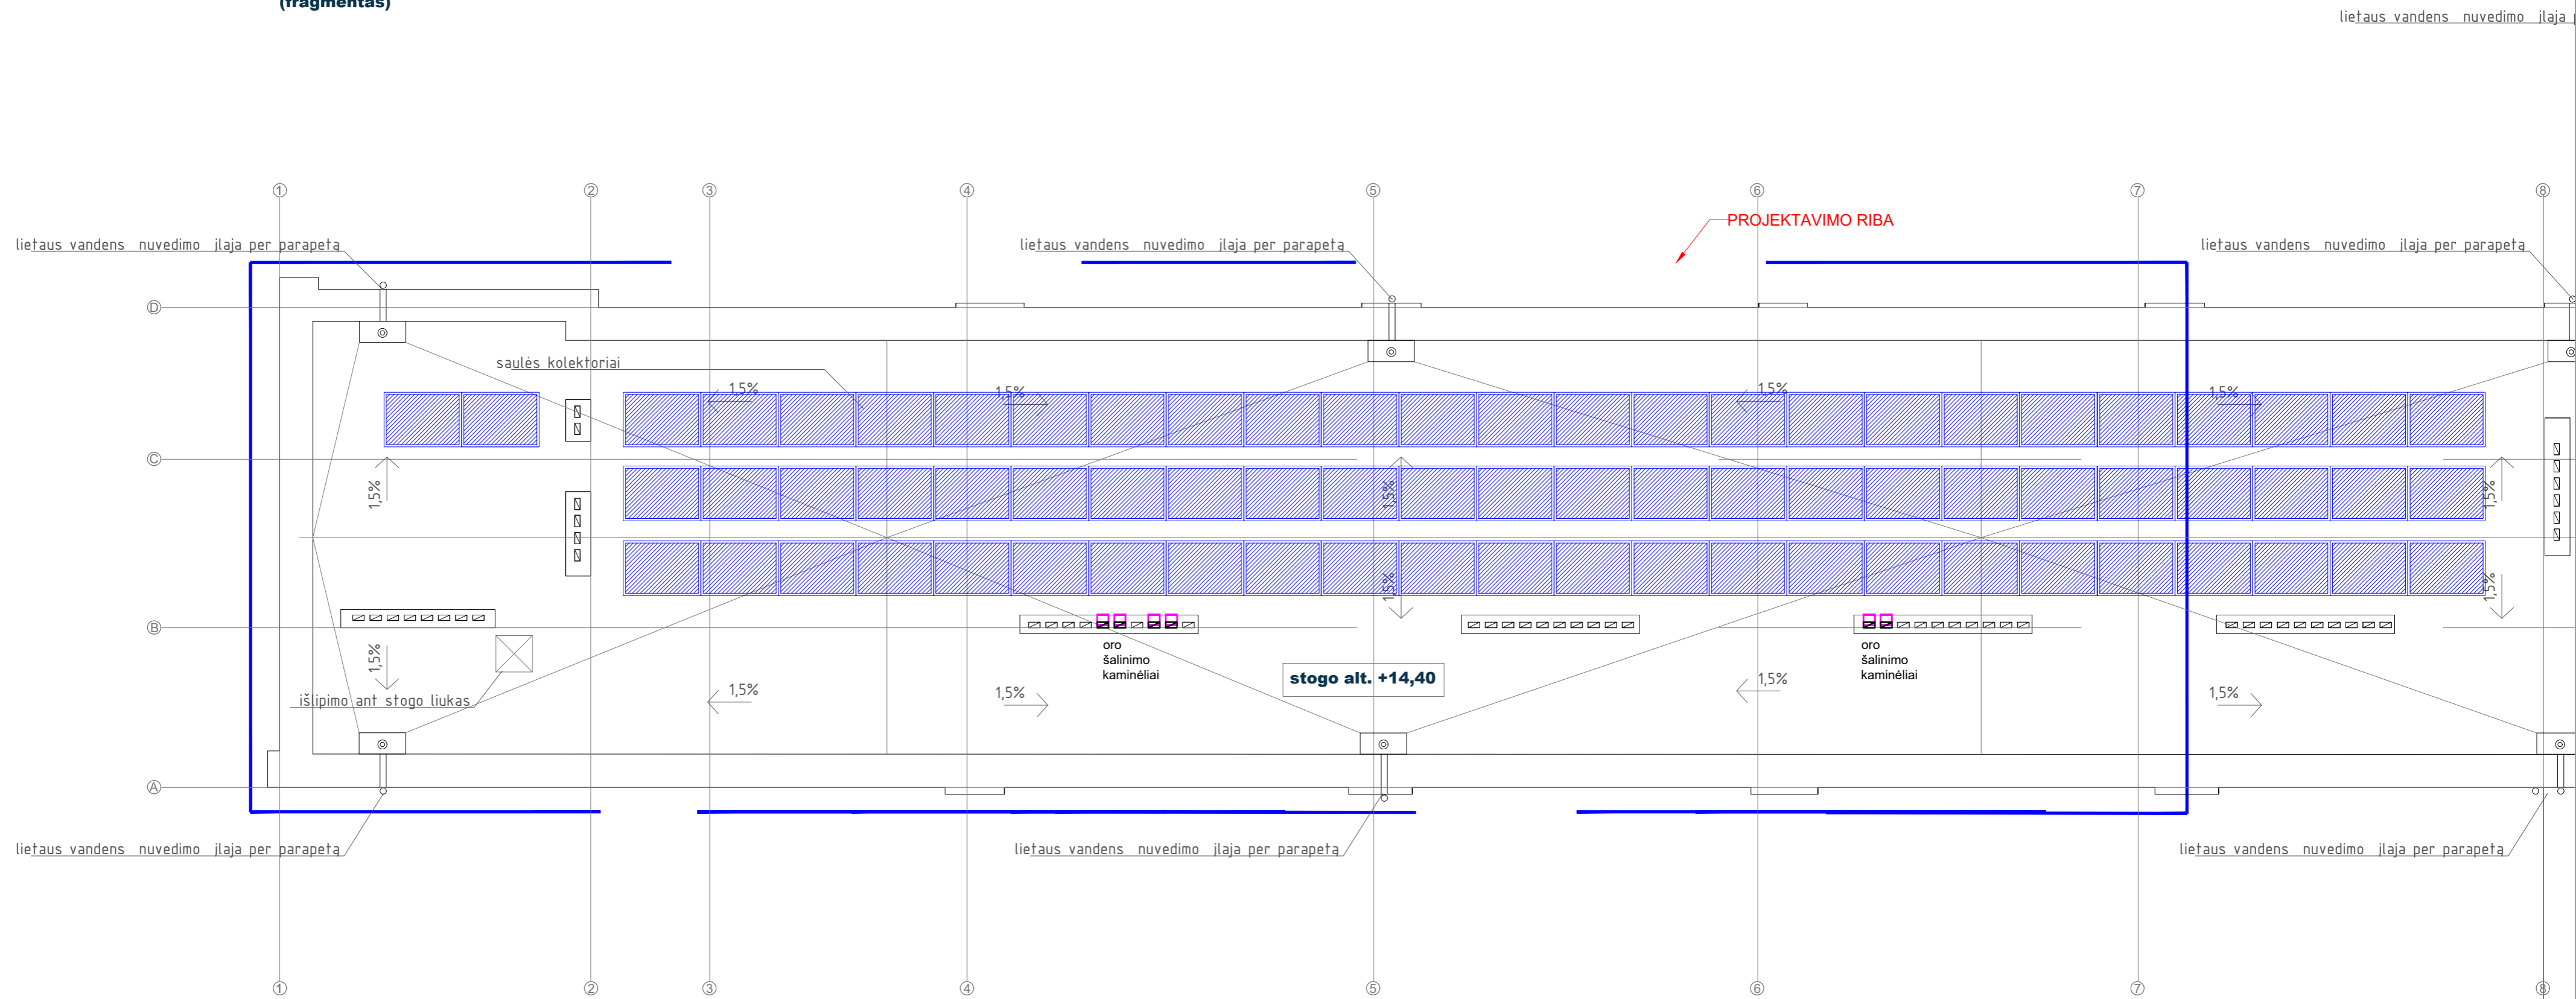 (fragmentas)
lietaus vandens nuvedimo įlaja
1
2
3
4
5
6
7
8
PROJEKTAVIMO RIBA
lietaus vandens nuvedimo įlaja per parapetą
lietaus vandens nuvedimo įlaja per parapetą
lietaus vandens nuvedimo įlaja per parapetą
D
saulės kolektoriai
1,5%
1,5%
1,5%
1,5%
C
1,5%
1,5%
1,5%
1,5%
1,5%
B
1,5%
oro
šalinimo
kaminėliai
oro
šalinimo
kaminėliai
stogo alt. +14,40
išlipimo ant stogo liukas
1,5%
1,5%
1,5%
1,5%
A
lietaus vandens nuvedimo įlaja per parapetą
lietaus vandens nuvedimo įlaja per parapetą
lietaus vandens nuvedimo įlaja per parapetą
1
2
3
4
5
6
7
8